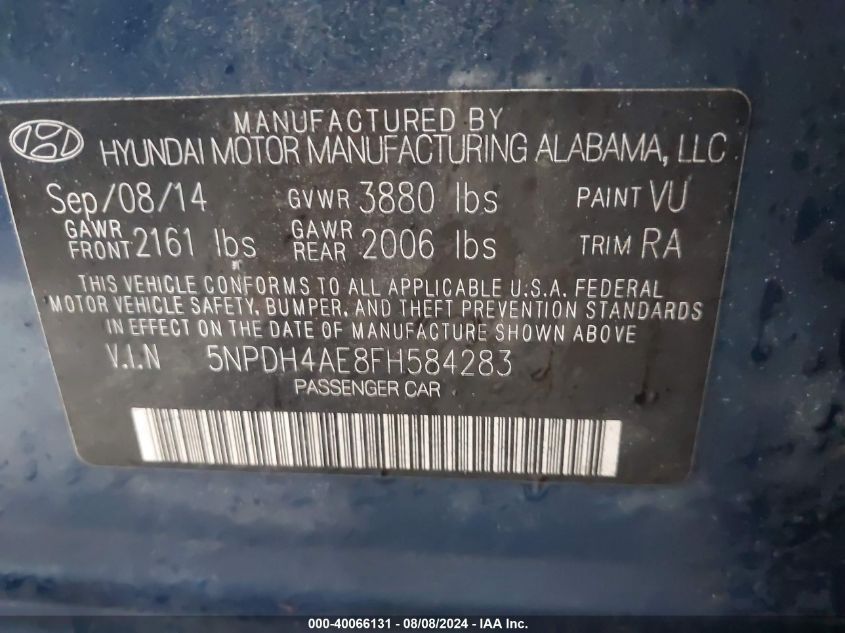 MANUFACTURED BY
HYUNDAI MOTOR MANUFACTURING ALABAMA, LLC
Sep/08/14 GVWR 3880 lbs PAINT VU
GAWR FRONT 2161 lbs GAWR REAR 2006 lbs TRIM RA
THIS VEHICLE CONFORMS TO ALL APPLICABLE U.S.A. FEDERAL
MOTOR VEHICLE SAFETY, BUMPER, AND THEFT PREVENTION STANDARDS
IN EFFECT ON THE DATE OF MANUFACTURE SHOWN ABOVE
V.I.N 5NPDH4AE8FH584283
PASSENGER CAR
000-40066131 - 08/08/2024 - IAA Inc.